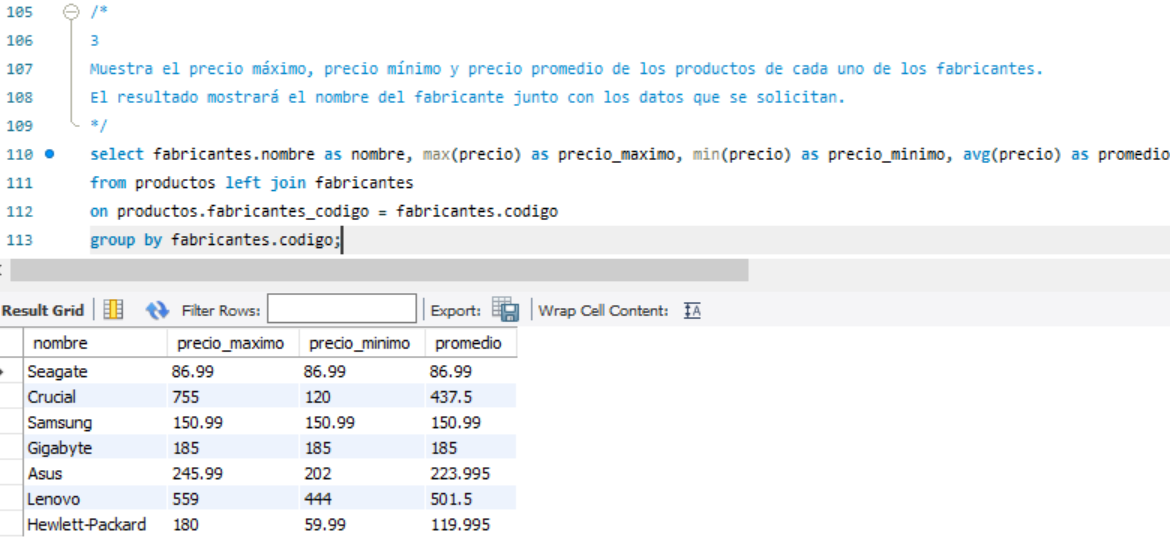 105 /*
106 3
107 Muestra el precio máximo, precio mínimo y precio promedio de los productos de cada uno de los fabricantes.
108 El resultado mostrará el nombre del fabricante junto con los datos que se solicitan.
109 */
110 select fabricantes.nombre as nombre, max(precio) as precio_maximo, min(precio) as precio_minimo, avg(precio) as promedio
111 from productos left join fabricantes
112 on productos.fabricantes_codigo = fabricantes.codigo
113 group by fabricantes.codigo;
Result Grid Filter Rows: Export: Wrap Cell Content: IA
nombre precio_maximo precio_minimo promedio
Seagate 86.99 86.99 86.99
Crucial 755 120 437.5
Samsung 150.99 150.99 150.99
Gigabyte 185 185 185
Asus 245.99 202 223.995
Lenovo 559 444 501.5
Hewlett-Packard 180 59.99 119.995